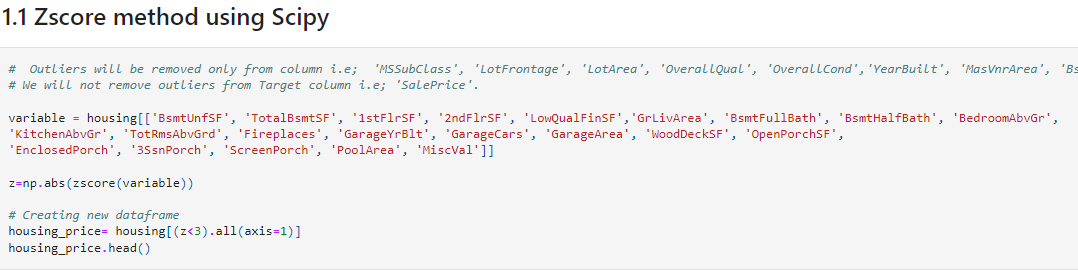 1.1 Zscore method using Scipy
#  Outliers will be removed only from column i.e;  'MSSubClass', 'LotFrontage', 'LotArea', 'OverallQual', 'OverallCond','YearBuilt', 'MasVnrArea', 'Bs
# We will not remove outliers from Target column i.e; 'SalePrice'.
variable = housing[['BsmtUnfSF', 'TotalBsmtSF', '1stFlrSF', '2ndFlrSF', 'LowQualFinSF','GrLivArea', 'BsmtFullBath', 'BsmtHalfBath', 'BedroomAbvGr',
'KitchenAbvGr', 'TotRmsAbvGrd', 'Fireplaces', 'GarageYrBlt', 'GarageCars', 'GarageArea', 'WoodDeckSF', 'OpenPorchSF',
'EnclosedPorch', '3SsnPorch', 'ScreenPorch', 'PoolArea', 'MiscVal']]
z=np.abs(zscore(variable))
# Creating new dataframe
housing_price= housing[(z<3).all(axis=1)]
housing_price.head()